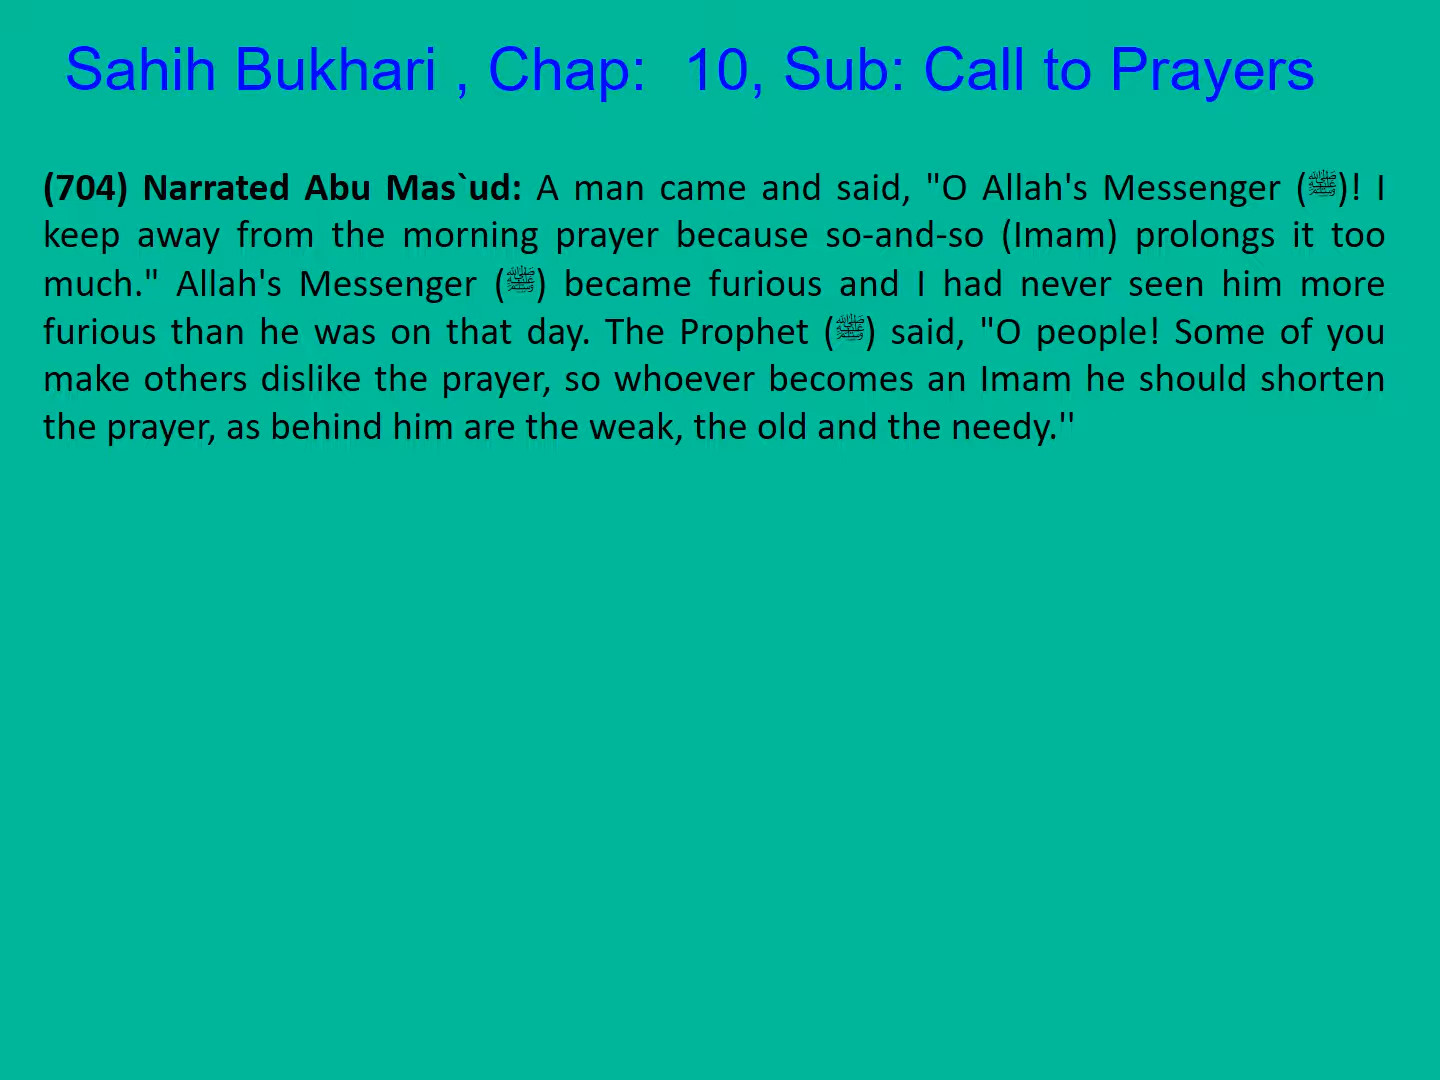 Sahih Bukhari , Chap:  10, Sub: Call to Prayers
(704) Narrated Abu Mas`ud: A man came and said, "O Allah's Messenger (ﷺ)! I
keep away from the morning prayer because so-and-so (Imam) prolongs it too
much." Allah's Messenger (ﷺ) became furious and I had never seen him more
furious than he was on that day. The Prophet (ﷺ) said, "O people! Some of you
make others dislike the prayer, so whoever becomes an Imam he should shorten
the prayer, as behind him are the weak, the old and the needy.''